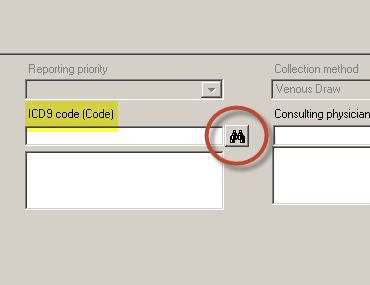 Reporting priority
Collection method
Venous Draw
ICD9 code (Code)
Consulting physician